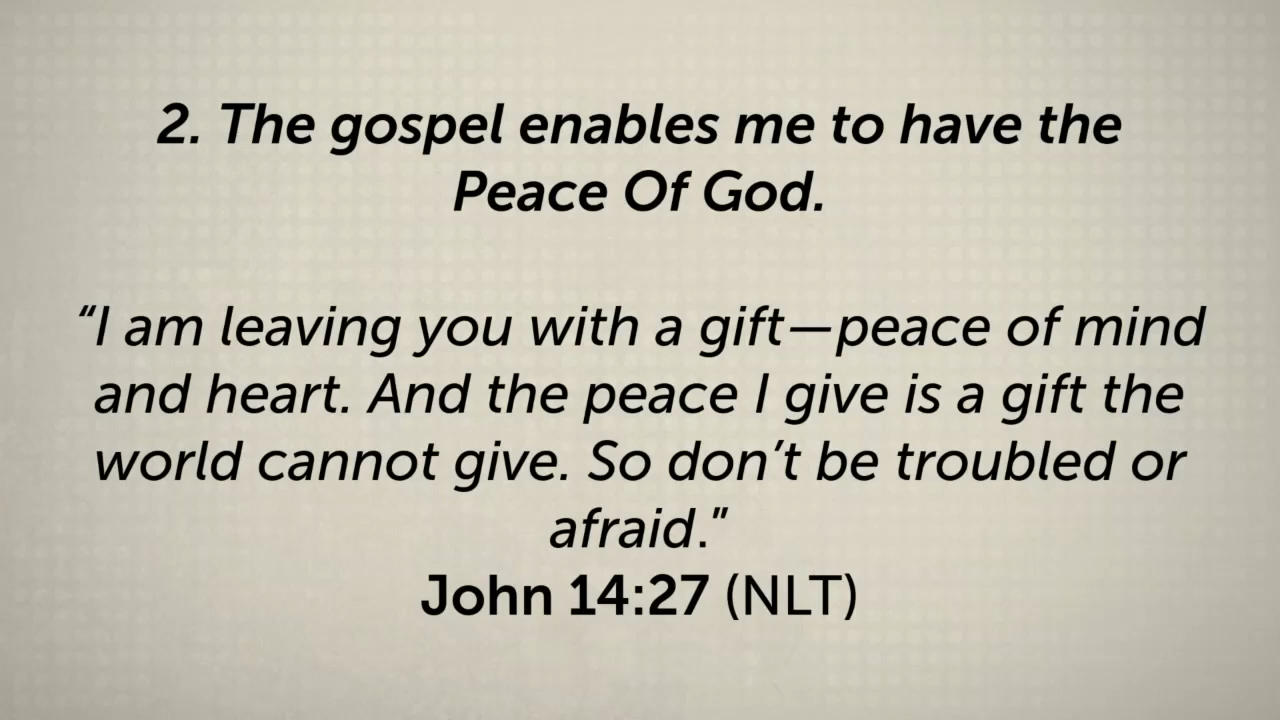 2. The gospel enables me to have the
Peace Of God.
“I am leaving you with a gift—peace of mind
and heart. And the peace I give is a gift the
world cannot give. So don’t be troubled or
afraid.”
John 14:27 (NLT)